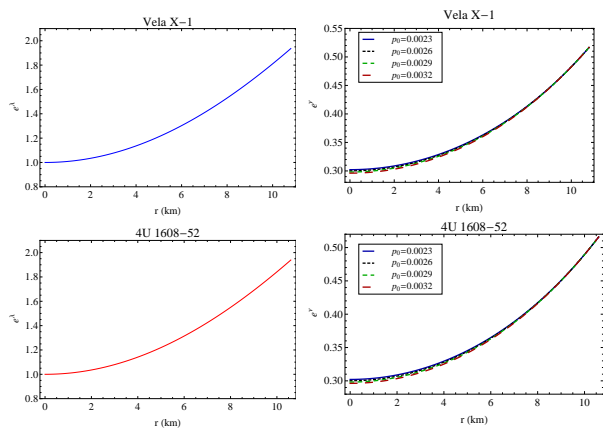 Vela X−1
2.0
1.8
1.6
1.4
1.2
1.0
0.8
e^λ
0 2 4 6 8 10
r (km)
Vela X−1
p₀=0.0023
p₀=0.0026
p₀=0.0029
p₀=0.0032
0.55
0.50
0.45
0.40
0.35
0.30
e^ν
0 2 4 6 8 10
r (km)
4U 1608−52
2.0
1.8
1.6
1.4
1.2
1.0
0.8
e^λ
0 2 4 6 8 10
r (km)
4U 1608−52
p₀=0.0023
p₀=0.0026
p₀=0.0029
p₀=0.0032
0.50
0.45
0.40
0.35
0.30
e^ν
0 2 4 6 8 10
r (km)